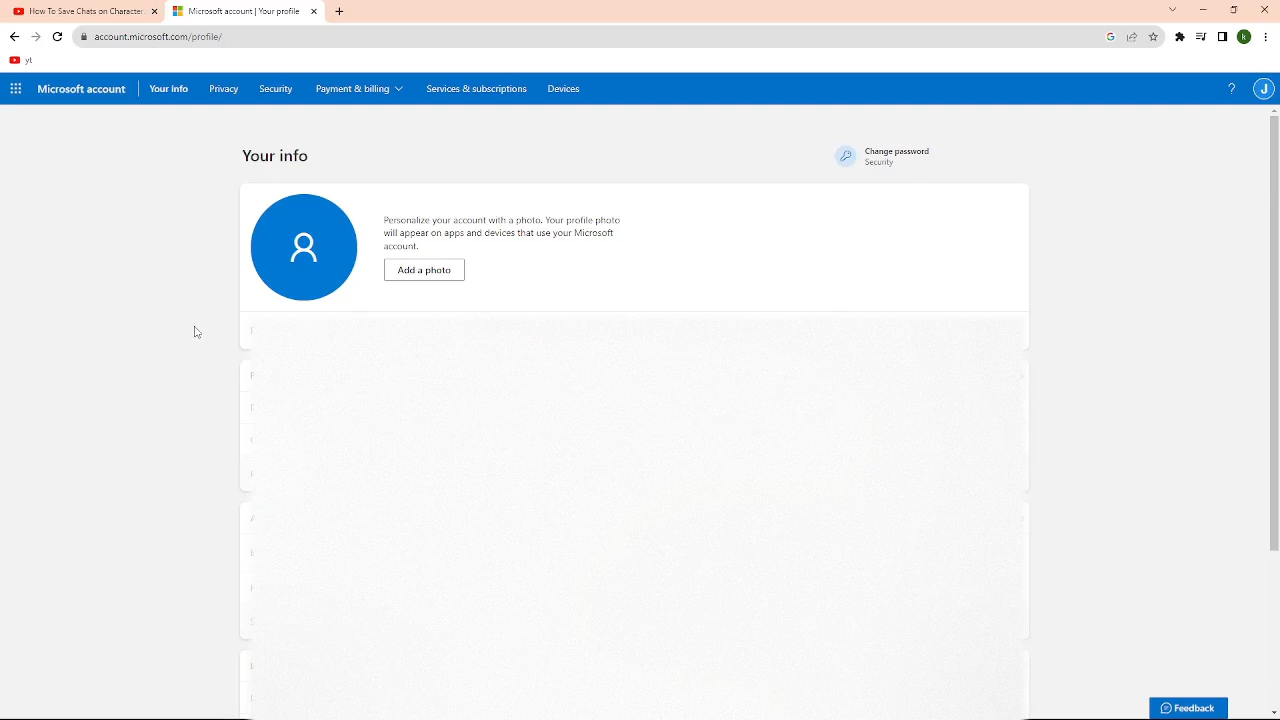 How To Save Chats on Character.
Microsoft account | Your profile
account.microsoft.com/profile/
G
k
yt
Microsoft account
Your info
Privacy
Security
Payment & billing
Services & subscriptions
Devices
?
J
Your info
Change password
Security
Personalize your account with a photo. Your profile photo
will appear on apps and devices that use your Microsoft
account.
Add a photo
Feedback